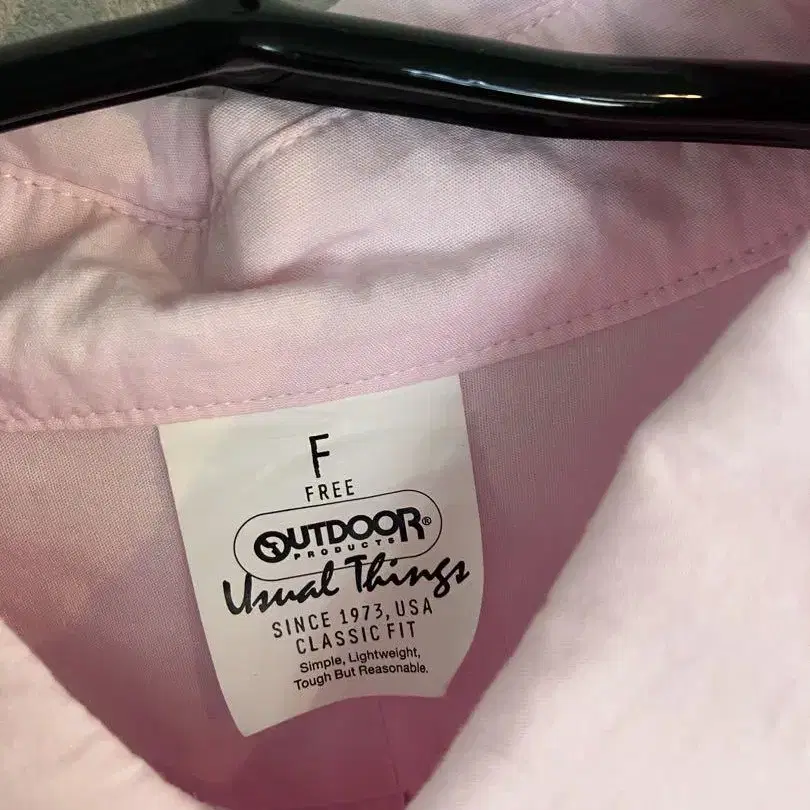 F
FREE
OUTDOOR®
PRODUCTS
Usual Things
SINCE 1973, USA
CLASSIC FIT
Simple, Lightweight,
Tough But Reasonable.